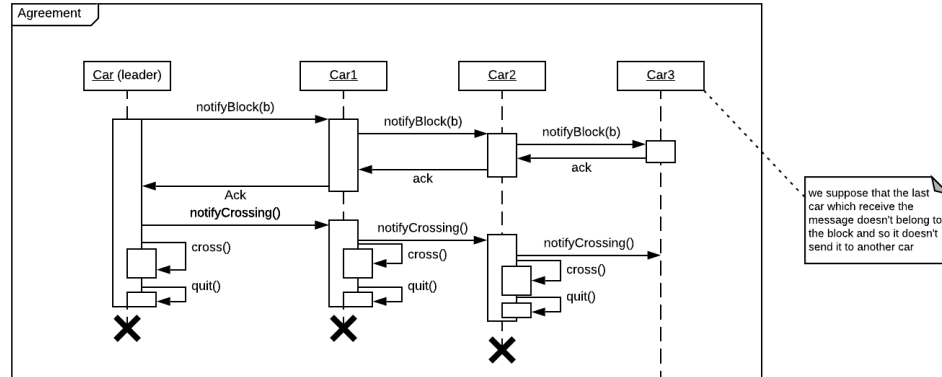 Agreement
Car (leader)
Car1
Car2
Car3
notifyBlock(b)
notifyBlock(b)
notifyBlock(b)
ack
ack
Ack
notifyCrossing()
notifyCrossing()
notifyCrossing()
cross()
cross()
cross()
quit()
quit()
quit()
we suppose that the last
car which receive the
message doesn't belong to
the block and so it doesn't
send it to another car